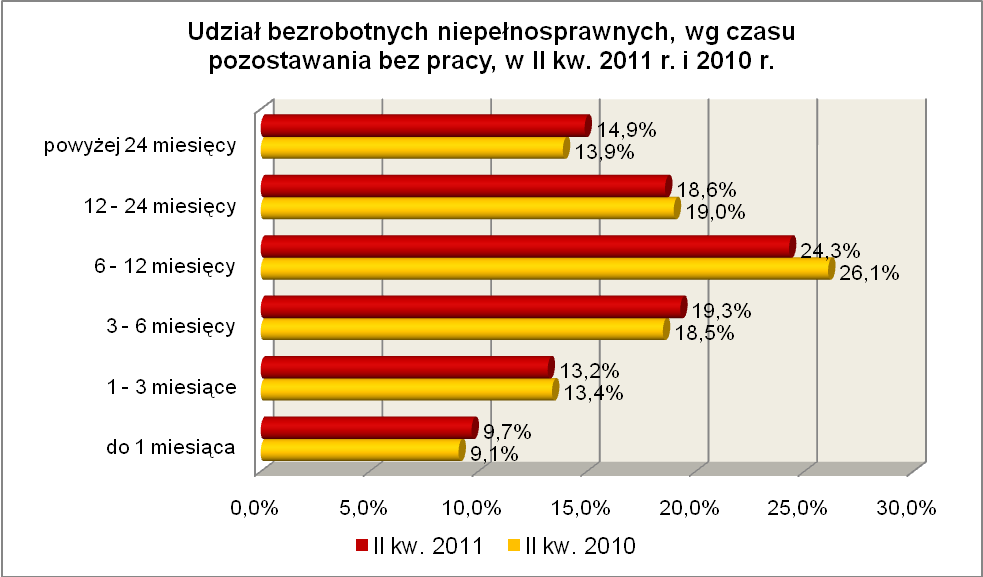 Udział bezrobotnych niepełnosprawnych, wg czasu
pozostawania bez pracy, w II kw. 2011 r. i 2010 r.
powyżej 24 miesięcy
14,9%
13,9%
12 - 24 miesięcy
18,6%
19,0%
6 - 12 miesięcy
24,3%
26,1%
3 - 6 miesięcy
19,3%
18,5%
1 - 3 miesiące
13,2%
13,4%
do 1 miesiąca
9,7%
9,1%
0,0% 5,0% 10,0% 15,0% 20,0% 25,0% 30,0%
II kw. 2011 II kw. 2010